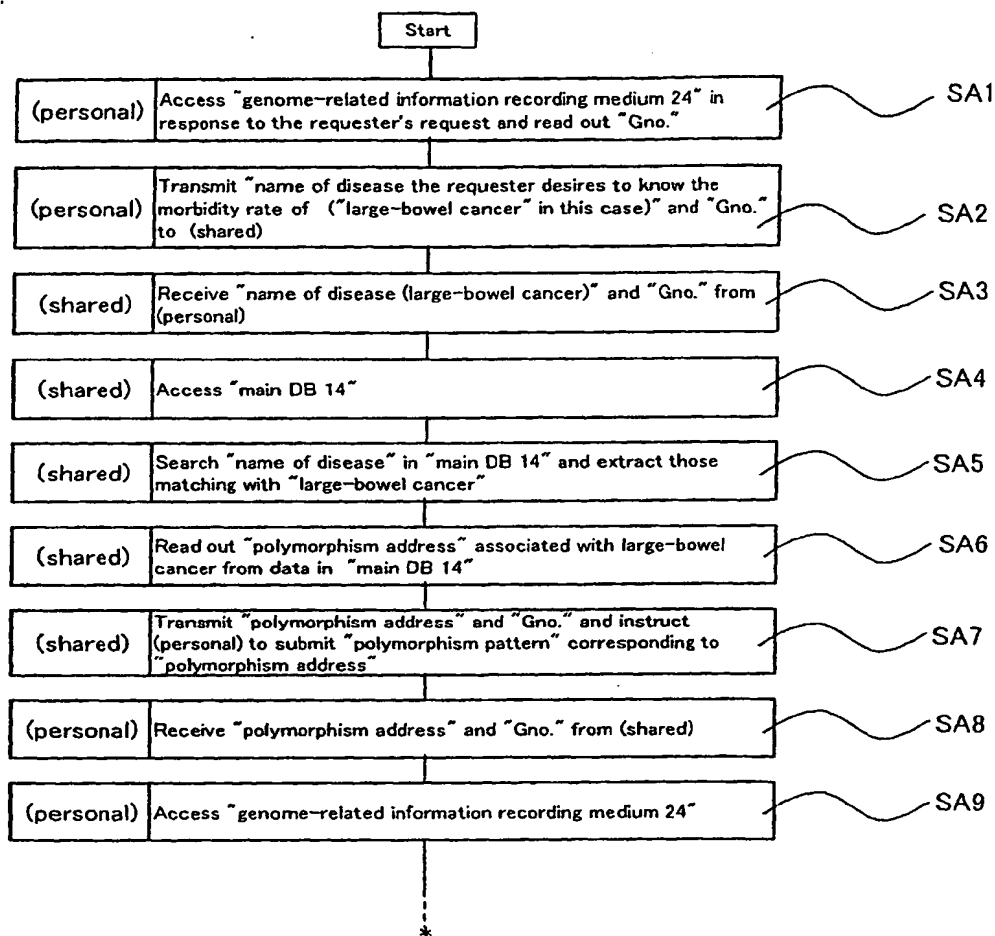 Start
(personal)
Access "genome-related information recording medium 24" in
response to the requester's request and read out "Gno."
SA1
(personal)
Transmit "name of disease the requester desires to know the
morbidity rate of ("large-bowel cancer" in this case)" and "Gno."
to (shared)
SA2
(shared)
Receive "name of disease (large-bowel cancer)" and "Gno." from
(personal)
SA3
(shared)
Access "main DB 14"
SA4
(shared)
Search "name of disease" in "main DB 14" and extract those
matching with "large-bowel cancer"
SA5
(shared)
Read out "polymorphism address" associated with large-bowel
cancer from data in "main DB 14"
SA6
(shared)
Transmit "polymorphism address" and "Gno." and instruct
(personal) to submit "polymorphism pattern" corresponding to
"polymorphism address"
SA7
(personal)
Receive "polymorphism address" and "Gno." from (shared)
SA8
(personal)
Access "genome-related information recording medium 24"
SA9
*